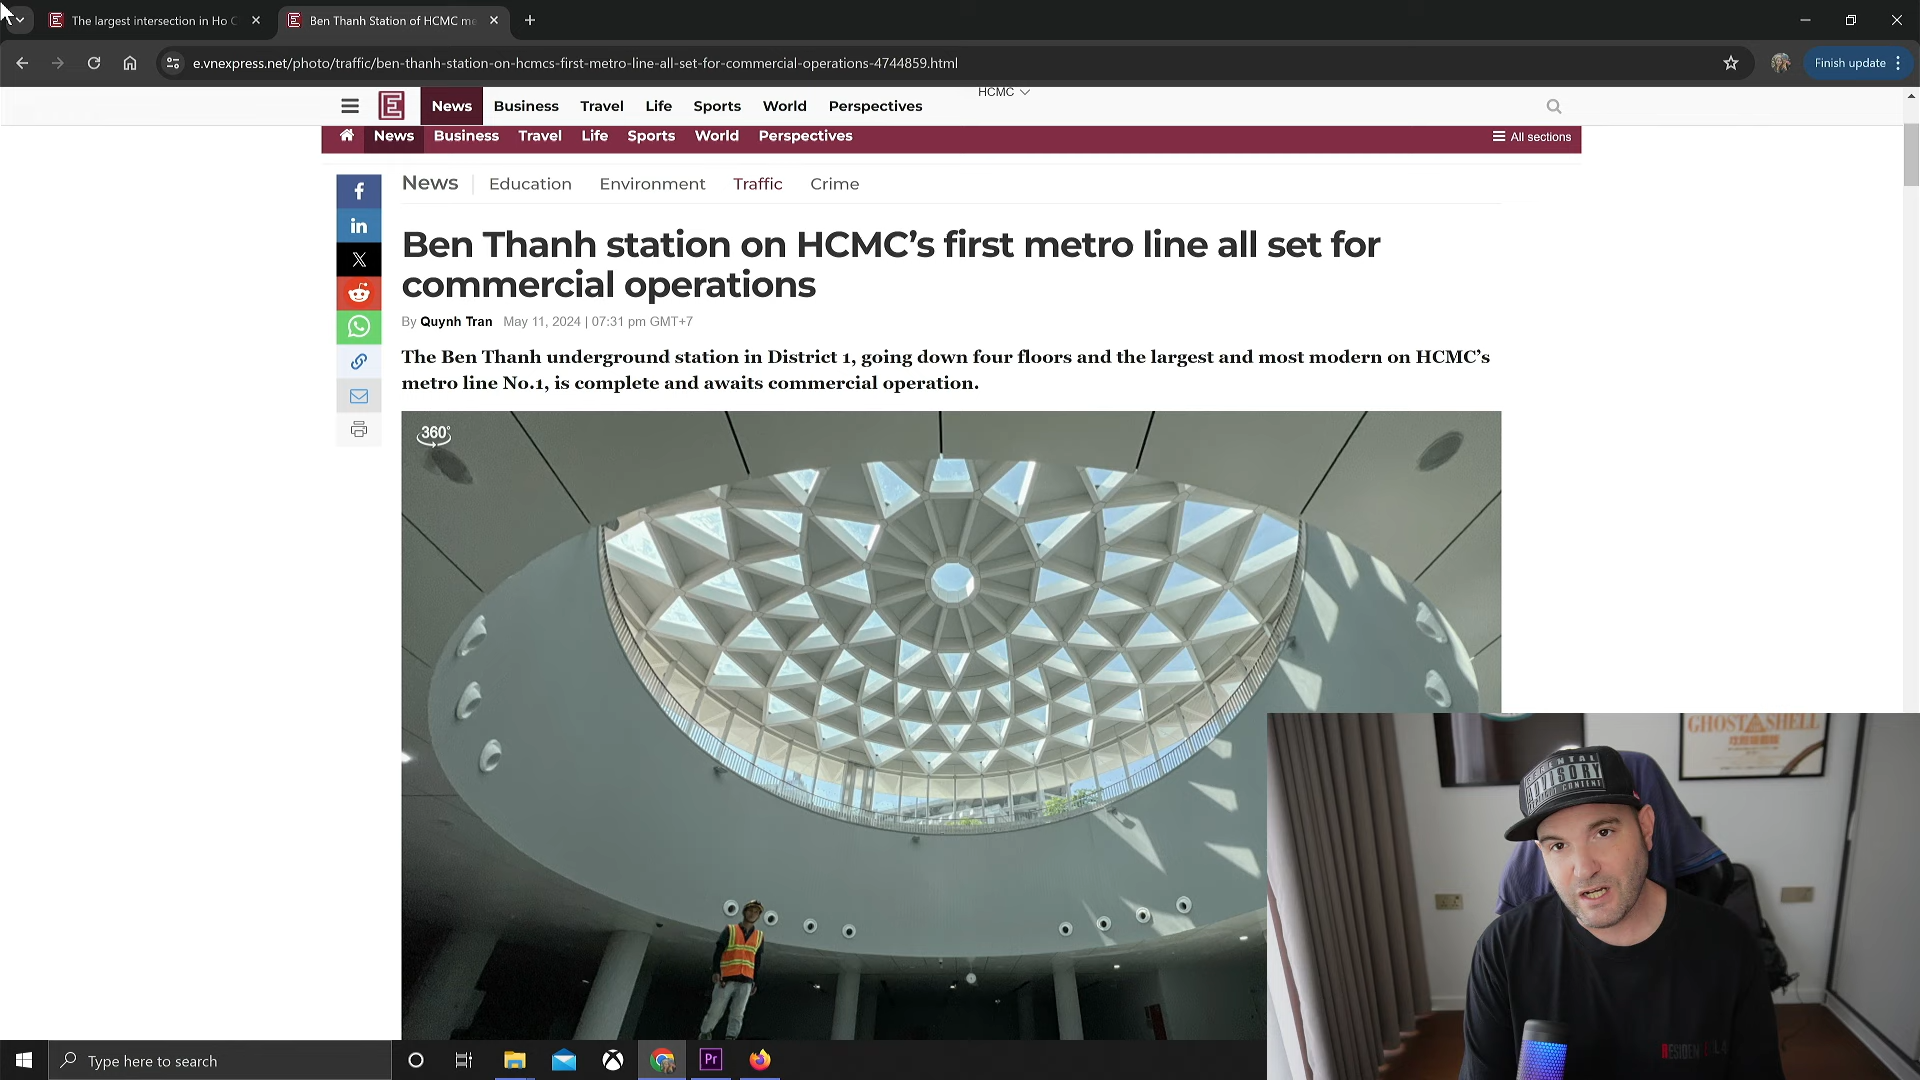 The largest intersection in Ho C
Ben Thanh Station of HCMC me
e.vnexpress.net/photo/traffic/ben-thanh-station-on-hcmcs-first-metro-line-all-set-for-commercial-operations-4744859.html
Finish update
HCMC
E News Business Travel Life Sports World Perspectives
News Business Travel Life Sports World Perspectives All sections
News Education Environment Traffic Crime
Ben Thanh station on HCMC’s first metro line all set for
commercial operations
By Quynh Tran May 11, 2024 | 07:31 pm GMT+7
The Ben Thanh underground station in District 1, going down four floors and the largest and most modern on HCMC’s
metro line No.1, is complete and awaits commercial operation.
f
in
X
360°
GHOST SHELL
ADVISORY
CONTENT
RESIDEN
Type here to search
Pr